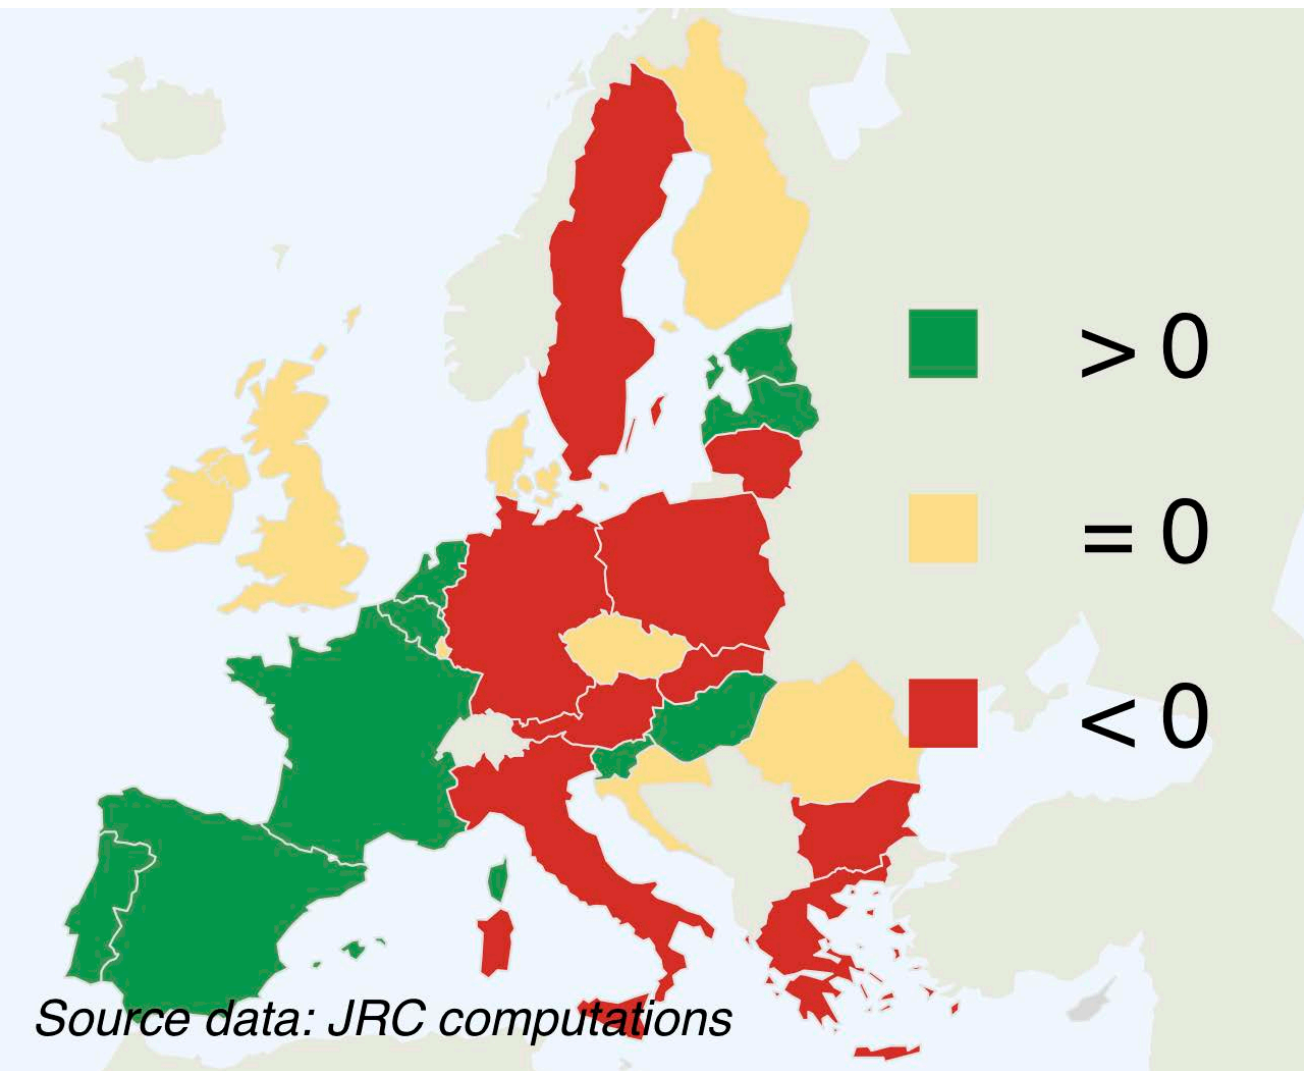 > 0
= 0
< 0
Source data: JRC computations